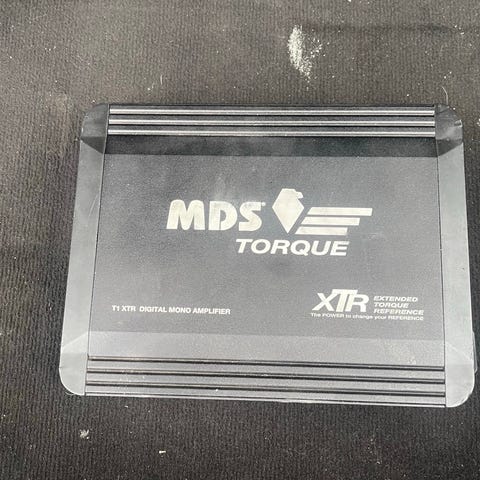 MDS®
TORQUE
T1 XTR DIGITAL MONO AMPLIFIER
XTR
EXTENDED
TORQUE
REFERENCE
The POWER to change your REFERENCE